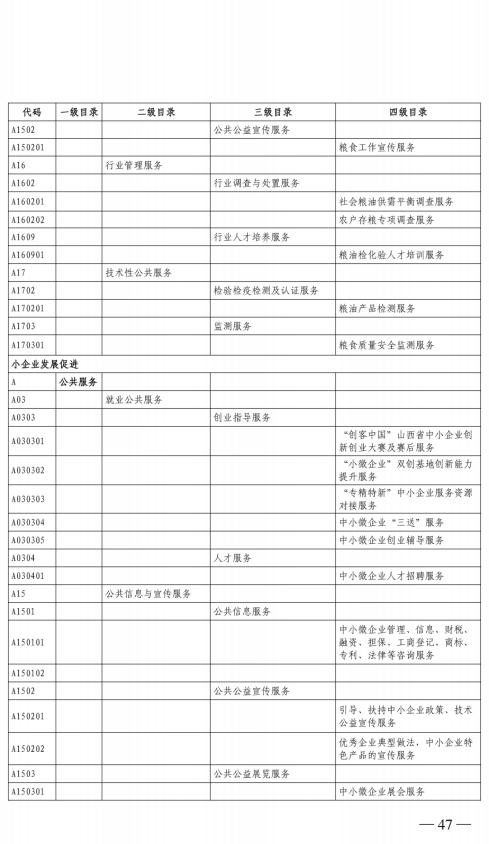 代码 一级目录 二级目录 三级目录 四级目录
A1502 公共公益宣传服务
A150201 粮食工作宣传服务
A16 行业管理服务
A1602 行业调查与处置服务
A160201 社会粮油供需平衡调查服务
A160202 农户存粮专项调查服务
A1609 行业人才培养服务
A160901 粮油检化验人才培训服务
A17 技术性公共服务
A1702 检验检疫检测及认证服务
A170201 粮油产品检测服务
A1703 监测服务
A170301 粮食质量安全监测服务
小企业发展促进
A 公共服务
A03 就业公共服务
A0303 创业指导服务
A030301 “创客中国”山西省中小企业创
新创业大赛及赛后服务
A030302 “小微企业”双创基地创新能力
提升服务
A030303 “专精特新”中小企业服务资源
对接服务
A030304 中小微企业“三送”服务
A030305 中小微企业创业辅导服务
A0304 人才服务
A030401 中小微企业人才招聘服务
A15 公共信息与宣传服务
A1501 公共信息服务
A150101 中小微企业管理、信息、财税、
融资、担保、工商登记、商标、
专利、法律等咨询服务
A150102
A1502 公共公益宣传服务
A150201 引导、扶持中小企业政策、技术
公益宣传服务
A150202 优秀企业典型做法，中小企业特
色产品的宣传服务
A1503 公共公益展览服务
A150301 中小微企业展会服务
— 47 —